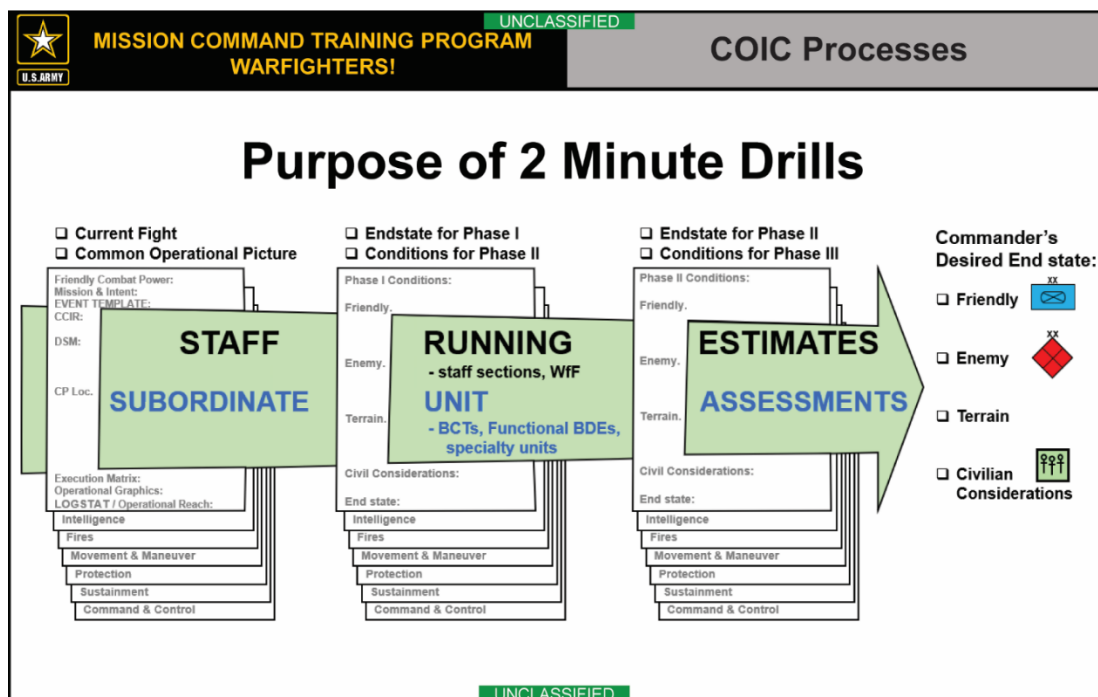 UNCLASSIFIED
U.S.ARMY
MISSION COMMAND TRAINING PROGRAM
WARFIGHTERS!
COIC Processes
Purpose of 2 Minute Drills
❑ Current Fight
❑ Common Operational Picture
Friendly Combat Power:
Mission & Intent:
EVENT TEMPLATE:
CCIR:
DSM:
CP Loc.
Execution Matrix:
Operational Graphics:
LOGSTAT / Operational Reach:
Intelligence
Fires
Movement & Maneuver
Protection
Sustainment
Command & Control
❑ Endstate for Phase I
❑ Conditions for Phase II
Phase I Conditions:
Friendly.
Enemy.
Terrain.
Civil Considerations:
End state:
Intelligence
Fires
Movement & Maneuver
Protection
Sustainment
Command & Control
❑ Endstate for Phase II
❑ Conditions for Phase III
Phase II Conditions:
Friendly.
Enemy.
Terrain.
Civil Considerations:
End state:
Intelligence
Fires
Movement & Maneuver
Protection
Sustainment
Command & Control
STAFF RUNNING ESTIMATES
- staff sections, WfF
SUBORDINATE UNIT ASSESSMENTS
- BCTs, Functional BDEs,
specialty units
Commander's
Desired End state:
XX
❑ Friendly
XX
❑ Enemy
❑ Terrain
❑ Civilian
Considerations
UNCLASSIFIED